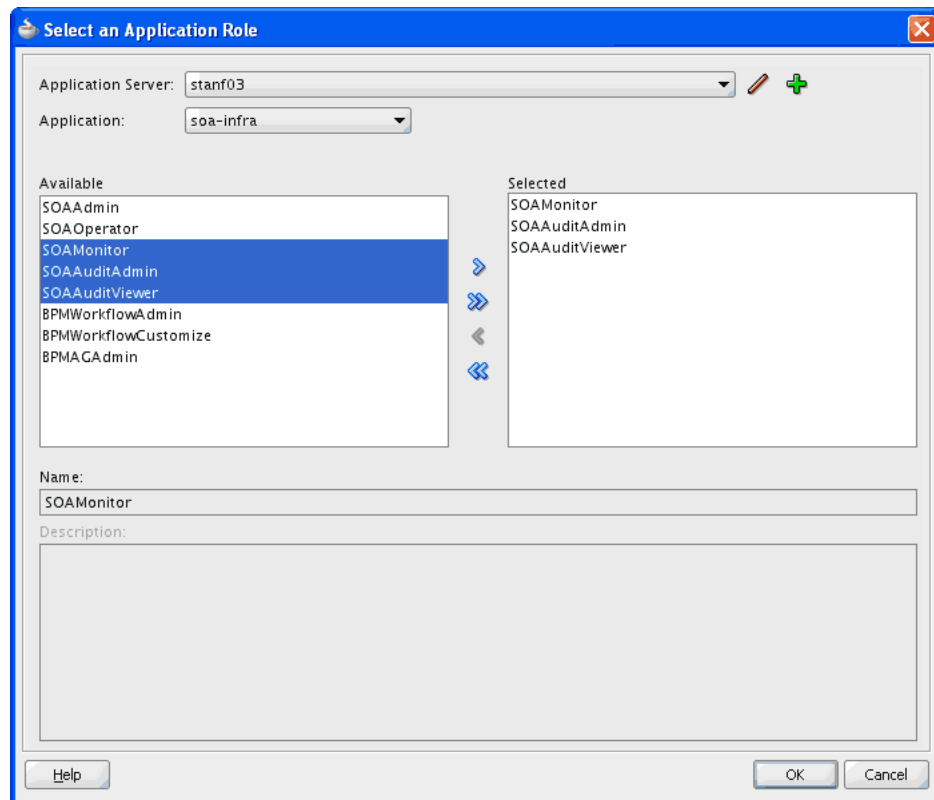 Select an Application Role
Application Server: stanf03
Application: soa-infra
Available
SOAAdmin
SOAOperator
SOAMonitor
SOAAuditAdmin
SOAAuditViewer
BPMWorkflowAdmin
BPMWorkflowCustomize
BPMAGAdmin
Selected
SOAMonitor
SOAAuditAdmin
SOAAuditViewer
Name:
SOAMonitor
Description:
Help
OK
Cancel